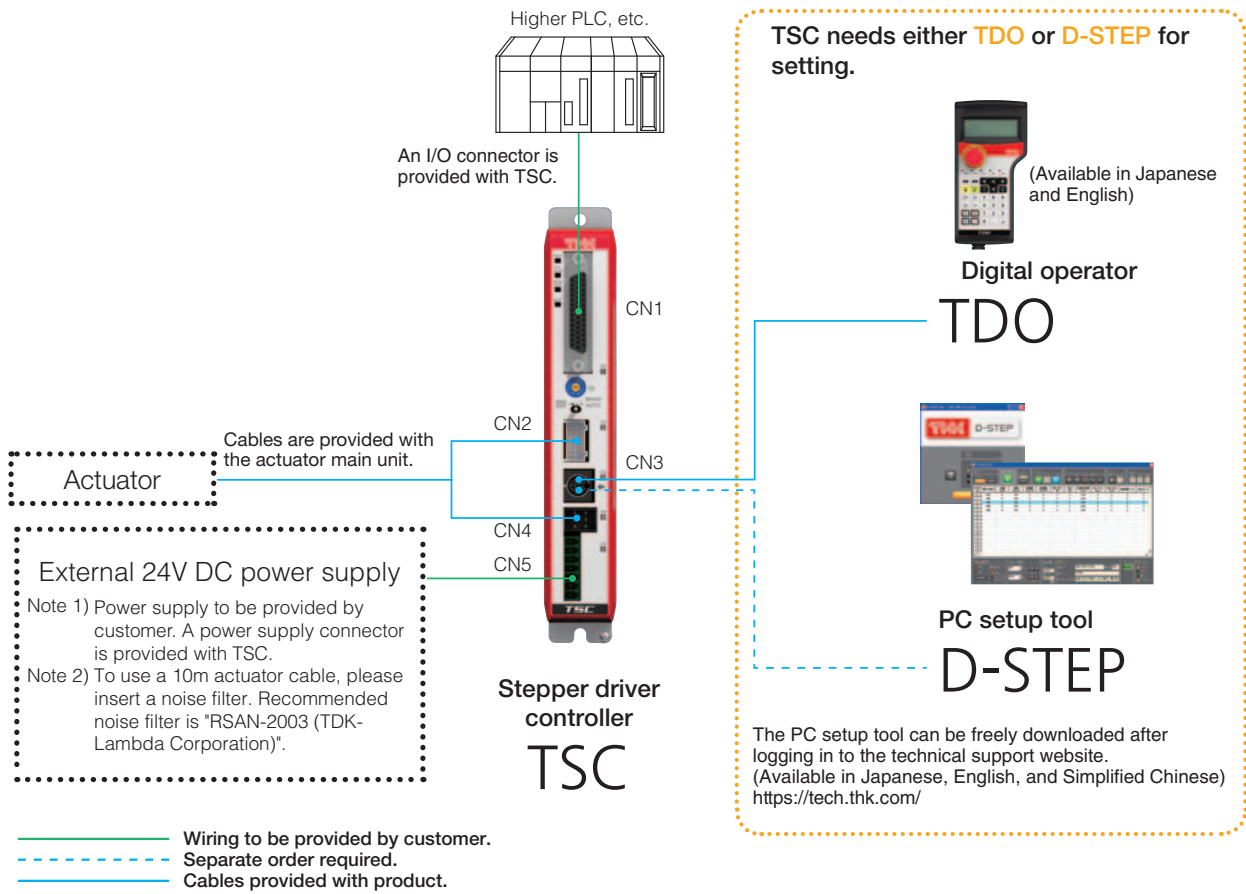 Higher PLC, etc.
An I/O connector is
provided with TSC.
CN1
CN2
CN3
CN4
CN5
Cables are provided with
the actuator main unit.
Actuator
External 24V DC power supply
Note 1) Power supply to be provided by
customer. A power supply connector
is provided with TSC.
Note 2) To use a 10m actuator cable, please
insert a noise filter. Recommended
noise filter is "RSAN-2003 (TDK-
Lambda Corporation)".
THK
TSC
Stepper driver
controller
TSC
TSC needs either TDO or D-STEP for
setting.
(Available in Japanese
and English)
TDO
Digital operator
TDO
THK D-STEP
PC setup tool
D-STEP
The PC setup tool can be freely downloaded after
logging in to the technical support website.
(Available in Japanese, English, and Simplified Chinese)
https://tech.thk.com/
Wiring to be provided by customer.
Separate order required.
Cables provided with product.